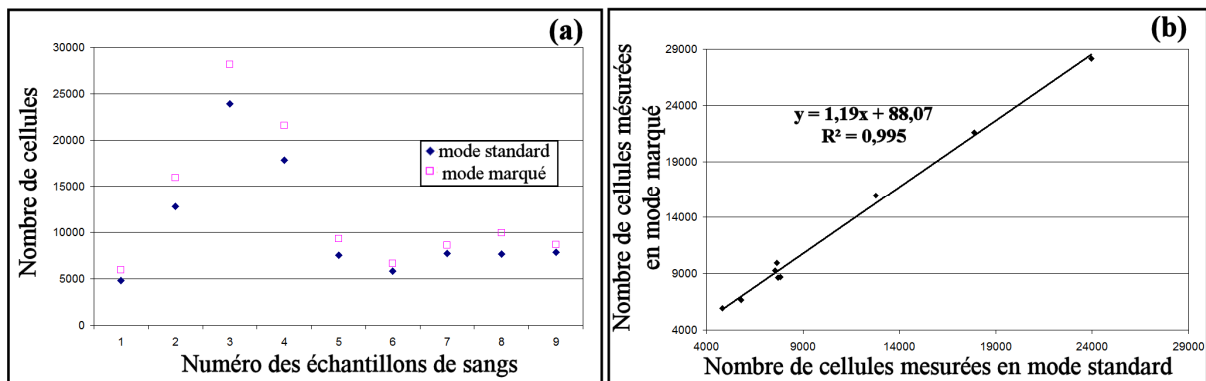 (a)
Nombre de cellules
30000
25000
20000
15000
10000
5000
0
mode standard
mode marqué
1 2 3 4 5 6 7 8 9
Numéro des échantillons de sangs
(b)
Nombre de cellules mésurées
en mode marqué
29000
24000
19000
14000
9000
4000
y = 1,19x + 88,07
R² = 0,995
4000 9000 14000 19000 24000 29000
Nombre de cellules mesurées en mode standard